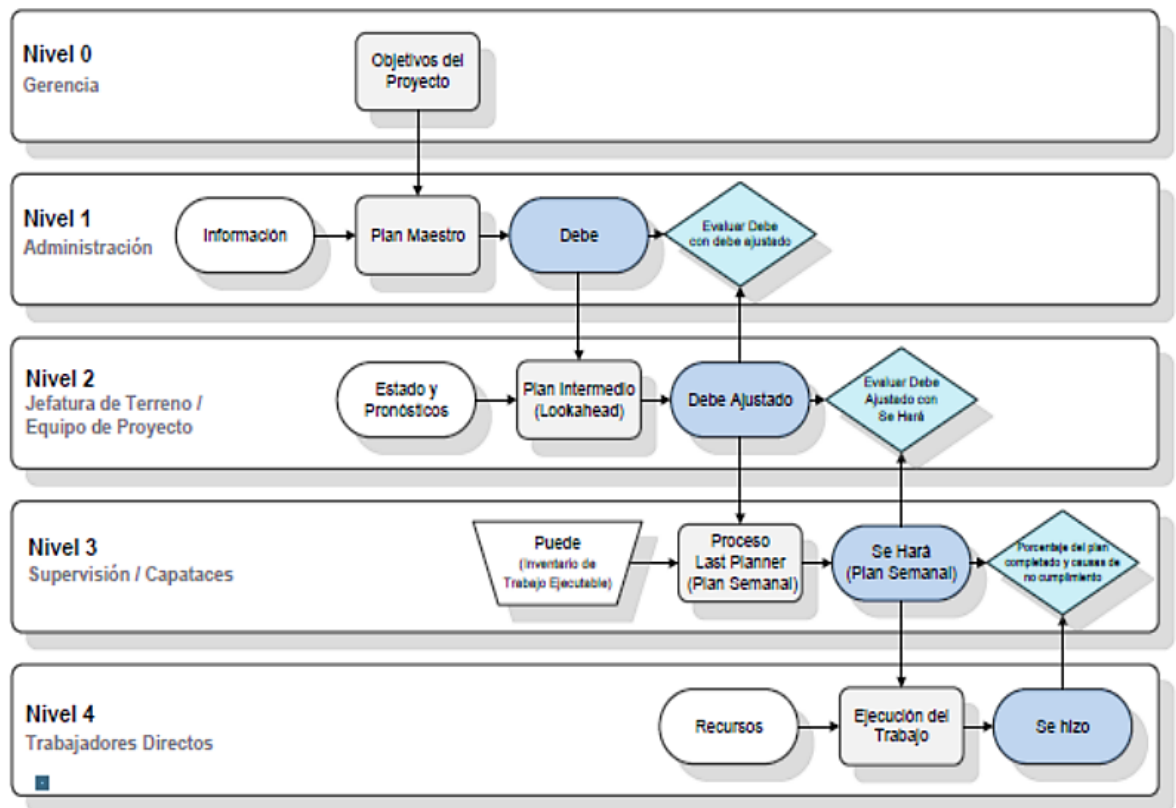 Nivel 0
Gerencia
Objetivos del
Proyecto
Nivel 1
Administración
Información
Plan Maestro
Debe
Evaluar Debe
con debe ajustado
Nivel 2
Jefatura de Terreno /
Equipo de Proyecto
Estado y
Pronósticos
Plan Intermedio
(Lookahead)
Debe Ajustado
Evaluar Debe
Ajustado con
Se Hará
Nivel 3
Supervisión / Capataces
Puede
(Inventario de
Trabajo Ejecutable)
Proceso
Last Planner
(Plan Semanal)
Se Hará
(Plan Semanal)
Porcentaje del plan
completado y causas de
no cumplimiento
Nivel 4
Trabajadores Directos
Recursos
Ejecución del
Trabajo
Se hizo